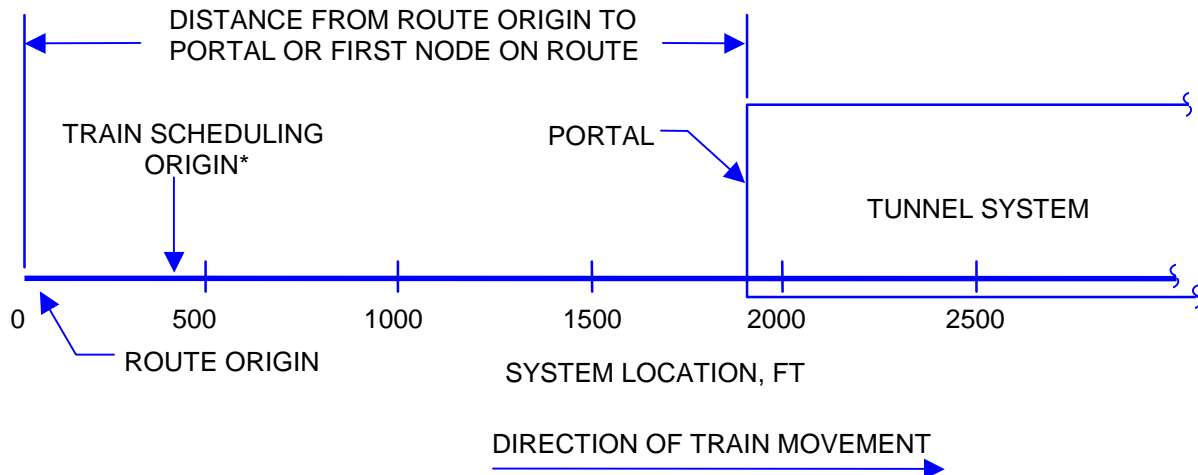 DISTANCE FROM ROUTE ORIGIN TO
PORTAL OR FIRST NODE ON ROUTE
TRAIN SCHEDULING
ORIGIN*
PORTAL
TUNNEL SYSTEM
0 500 1000 1500 2000 2500
ROUTE ORIGIN
SYSTEM LOCATION, FT
DIRECTION OF TRAIN MOVEMENT